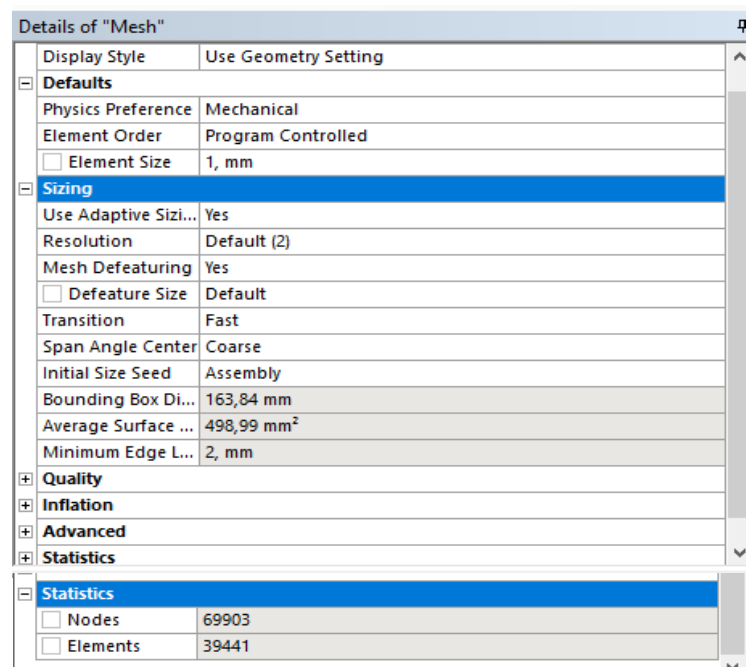 Details of "Mesh"
Display Style Use Geometry Setting
Defaults
Physics Preference Mechanical
Element Order Program Controlled
Element Size 1, mm
Sizing
Use Adaptive Sizi... Yes
Resolution Default (2)
Mesh Defeaturing Yes
Defeature Size Default
Transition Fast
Span Angle Center Coarse
Initial Size Seed Assembly
Bounding Box Di... 163,84 mm
Average Surface ... 498,99 mm²
Minimum Edge L... 2, mm
Quality
Inflation
Advanced
Statistics
Statistics
Nodes 69903
Elements 39441